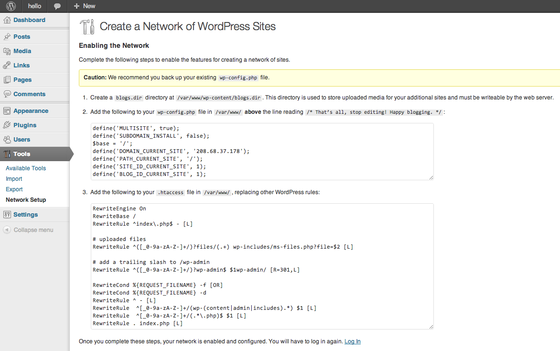 hello
+ New
Dashboard
Posts
Media
Links
Pages
Comments
Appearance
Plugins
Users
Tools
Available Tools
Import
Export
Network Setup
Settings
Collapse menu
Create a Network of WordPress Sites
Enabling the Network
Complete the following steps to enable the features for creating a network of sites.
Caution: We recommend you back up your existing wp-config.php file.
1. Create a blogs.dir directory at /var/www/wp-content/blogs.dir. This directory is used to store uploaded media for your additional sites and must be writeable by the web server.
2. Add the following to your wp-config.php file in /var/www/ above the line reading /* That's all, stop editing! Happy blogging. */:
define('MULTISITE', true);
define('SUBDOMAIN_INSTALL', false);
$base = '/';
define('DOMAIN_CURRENT_SITE', '208.68.37.178');
define('PATH_CURRENT_SITE', '/');
define('SITE_ID_CURRENT_SITE', 1);
define('BLOG_ID_CURRENT_SITE', 1);
3. Add the following to your .htaccess file in /var/www/, replacing other WordPress rules:
RewriteEngine On
RewriteBase /
RewriteRule ^index\.php$ - [L]
# uploaded files
RewriteRule ^([_0-9a-zA-Z-]+/)?files/(.+) wp-includes/ms-files.php?file=$2 [L]
# add a trailing slash to /wp-admin
RewriteRule ^([_0-9a-zA-Z-]+/)?wp-admin$ $1wp-admin/ [R=301,L]
RewriteCond %{REQUEST_FILENAME} -f [OR]
RewriteCond %{REQUEST_FILENAME} -d
RewriteRule ^ - [L]
RewriteRule ^[_0-9a-zA-Z-]+/(wp-(content|admin|includes).*) $1 [L]
RewriteRule ^[_0-9a-zA-Z-]+/(.*\.php)$ $1 [L]
RewriteRule . index.php [L]
Once you complete these steps, your network is enabled and configured. You will have to log in again. Log In